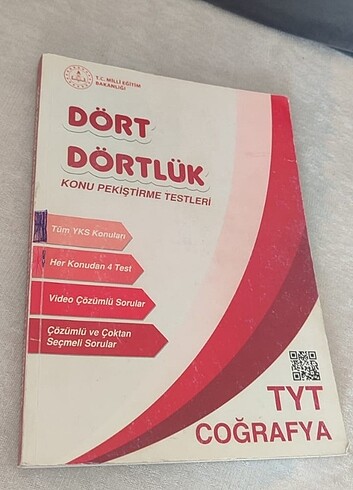 T.C. MİLLÎ EĞİTİM
BAKANLIĞI
DÖRT
DÖRTLÜK
KONU PEKİŞTİRME TESTLERİ
Tüm YKS Konuları
Her Konudan 4 Test
Video Çözümlü Sorular
Çözümlü ve Çoktan
Seçmeli Sorular
TYT
COĞRAFYA